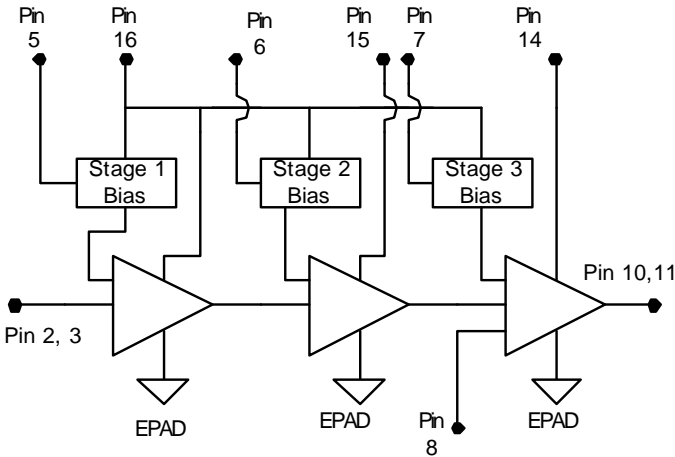 Pin
5
Pin
16
Pin
6
Pin
15
Pin
7
Pin
14
Stage 1
Bias
Stage 2
Bias
Stage 3
Bias
Pin 10,11
Pin 2, 3
EPAD
EPAD
Pin
8
EPAD